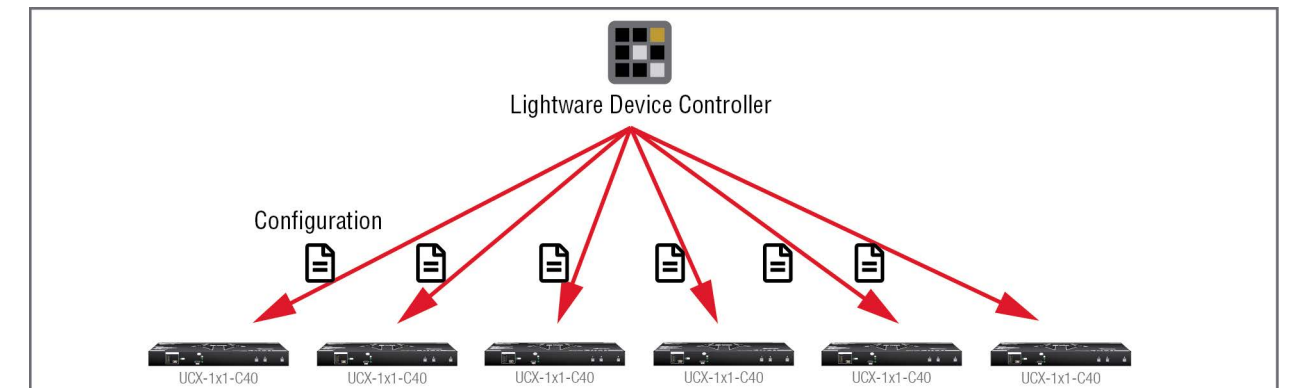 Lightware Device Controller
Configuration
UCX-1x1-C40 UCX-1x1-C40 UCX-1x1-C40 UCX-1x1-C40 UCX-1x1-C40 UCX-1x1-C40